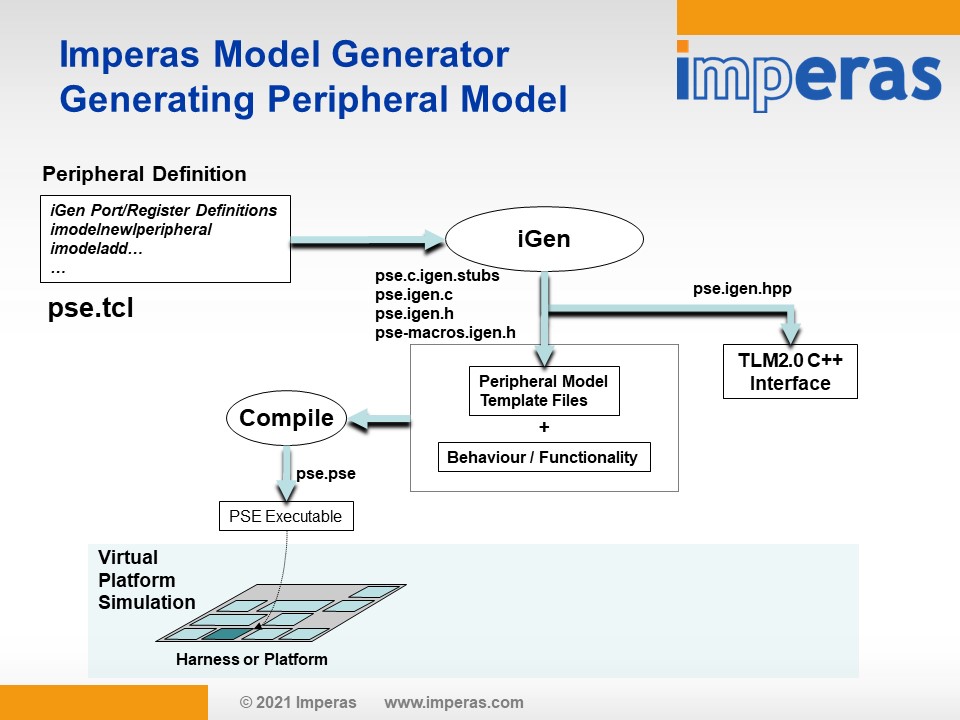 Imperas Model Generator
Generating Peripheral Model
imperas
Peripheral Definition
iGen Port/Register Definitions
imodelnewlperipheral
imodeladd…
…
pse.tcl
iGen
pse.c.igen.stubs
pse.igen.c
pse.igen.h
pse-macros.igen.h
pse.igen.hpp
TLM2.0 C++
Interface
Peripheral Model
Template Files
+
Behaviour / Functionality
Compile
pse.pse
PSE Executable
Virtual
Platform
Simulation
Harness or Platform
© 2021 Imperas www.imperas.com